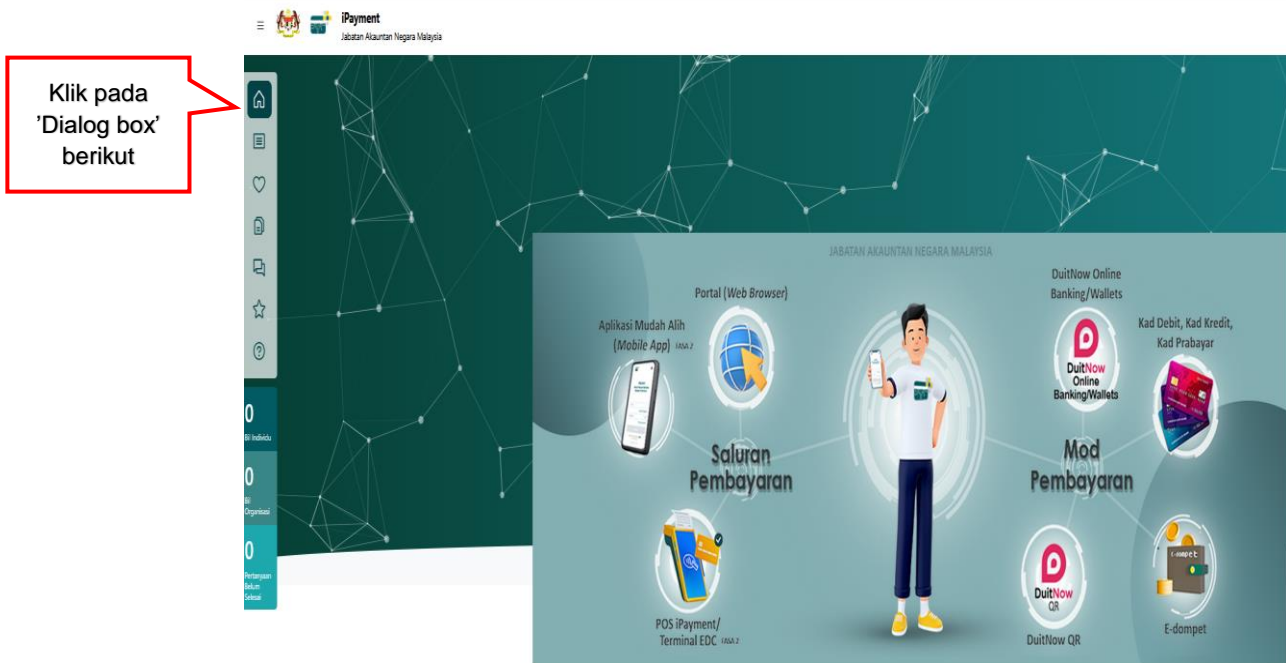 iPayment
Jabatan Akauntan Negara Malaysia
Klik pada
’Dialog box’
berikut
0
Bil Individu
0
Bil
Organisasi
0
Pertanyaan
Belum
Selesai
JABATAN AKAUNTAN NEGARA MALAYSIA
Portal (Web Browser)
Aplikasi Mudah Alih
(Mobile App) FASA 2
Saluran
Pembayaran
POS iPayment/
Terminal EDC FASA 2
DuitNow Online
Banking/Wallets
DuitNow
Online
Banking/Wallets
Kad Debit, Kad Kredit,
Kad Prabayar
Mod
Pembayaran
DuitNow
QR
DuitNow QR
E-ompet
E-dompet